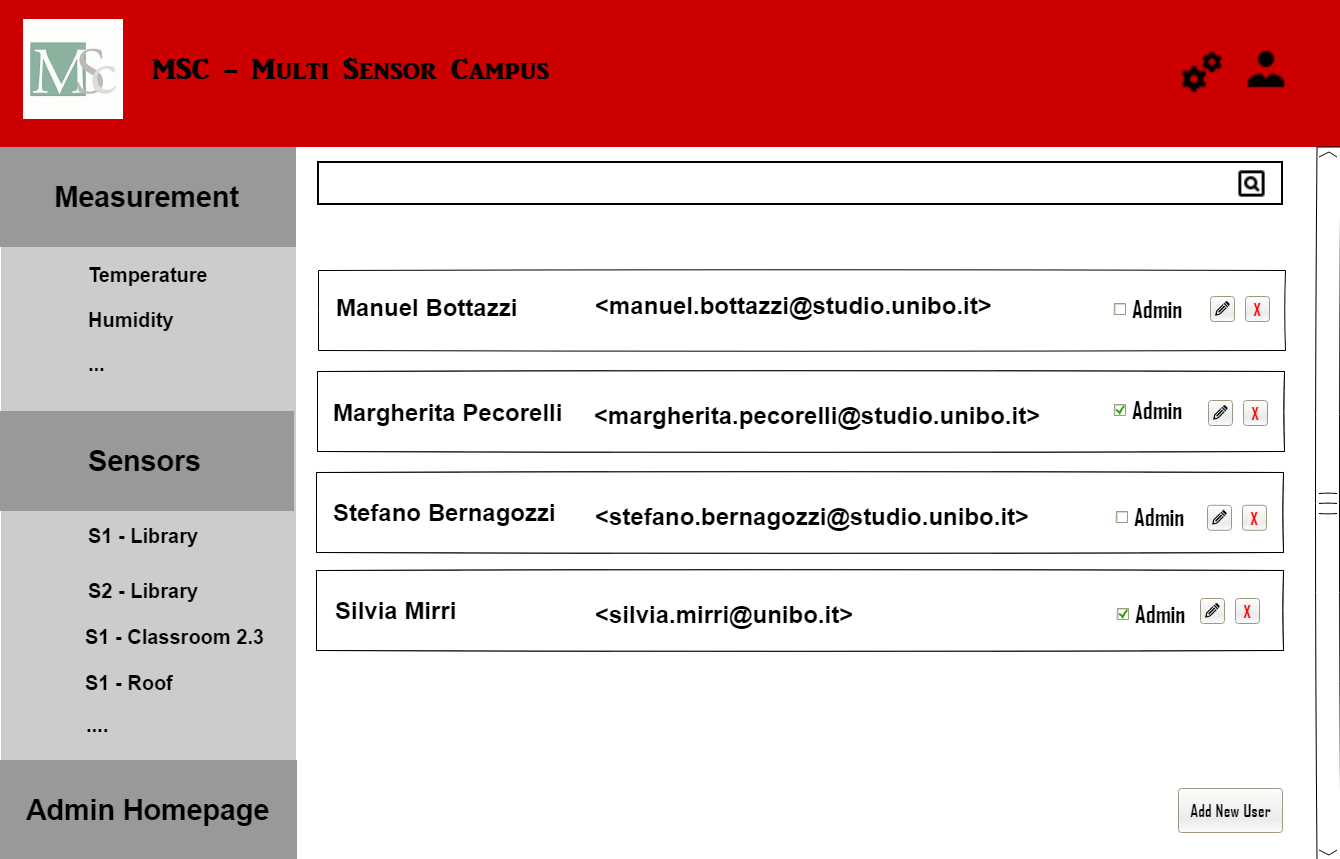 MSc
MSC - Multi Sensor Campus
Measurement
Temperature
Humidity
...
Sensors
S1 - Library
S2 - Library
S1 - Classroom 2.3
S1 - Roof
....
Admin Homepage
Manuel Bottazzi <manuel.bottazzi@studio.unibo.it> Admin X
Margherita Pecorelli <margherita.pecorelli@studio.unibo.it> Admin X
Stefano Bernagozzi <stefano.bernagozzi@studio.unibo.it> Admin X
Silvia Mirri <silvia.mirri@unibo.it> Admin X
Add New User